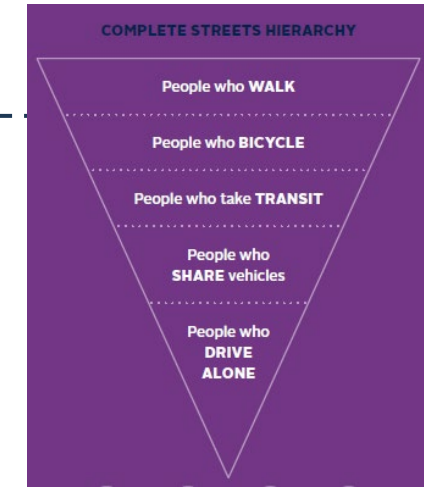 COMPLETE STREETS HIERARCHY
People who WALK
People who BICYCLE
People who take TRANSIT
People who
SHARE vehicles
People who
DRIVE
ALONE